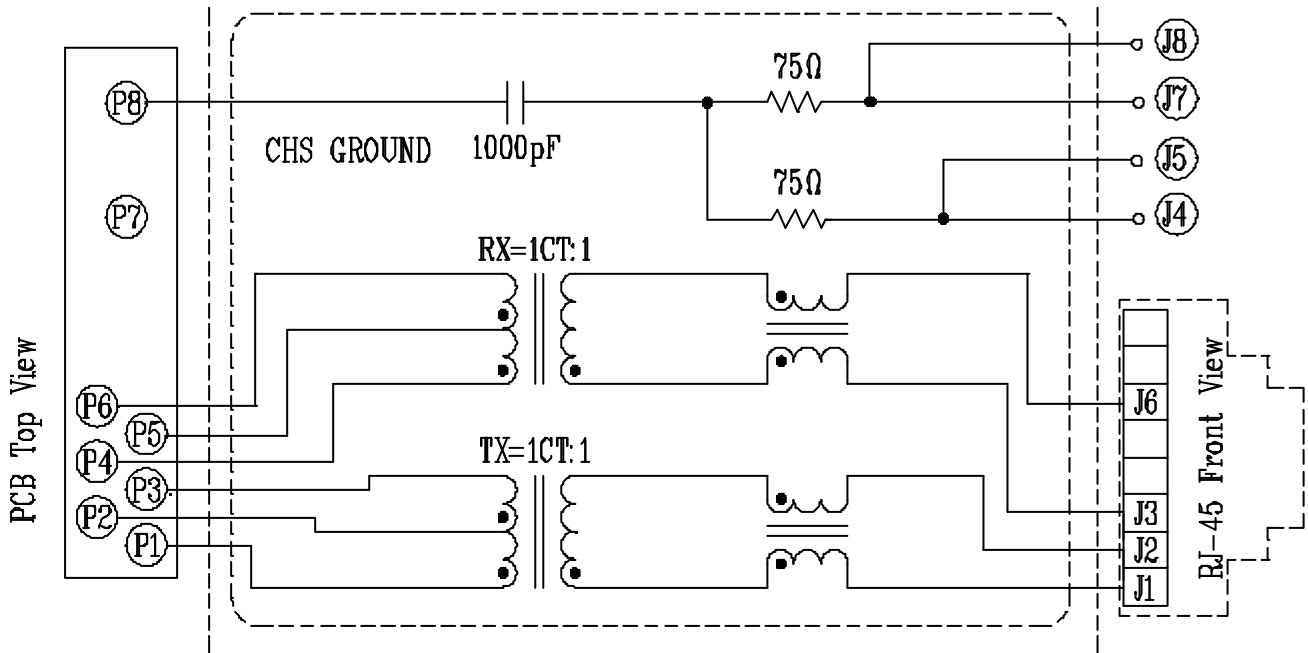 J8
75Ω
P8
J7
CHS GROUND
1000pF
J5
75Ω
P7
J4
RX=1CT:1
PCB Top View
RJ-45 Front View
P6
J6
P5
P4
TX=1CT:1
P3
J3
P2
P1
J2
J1